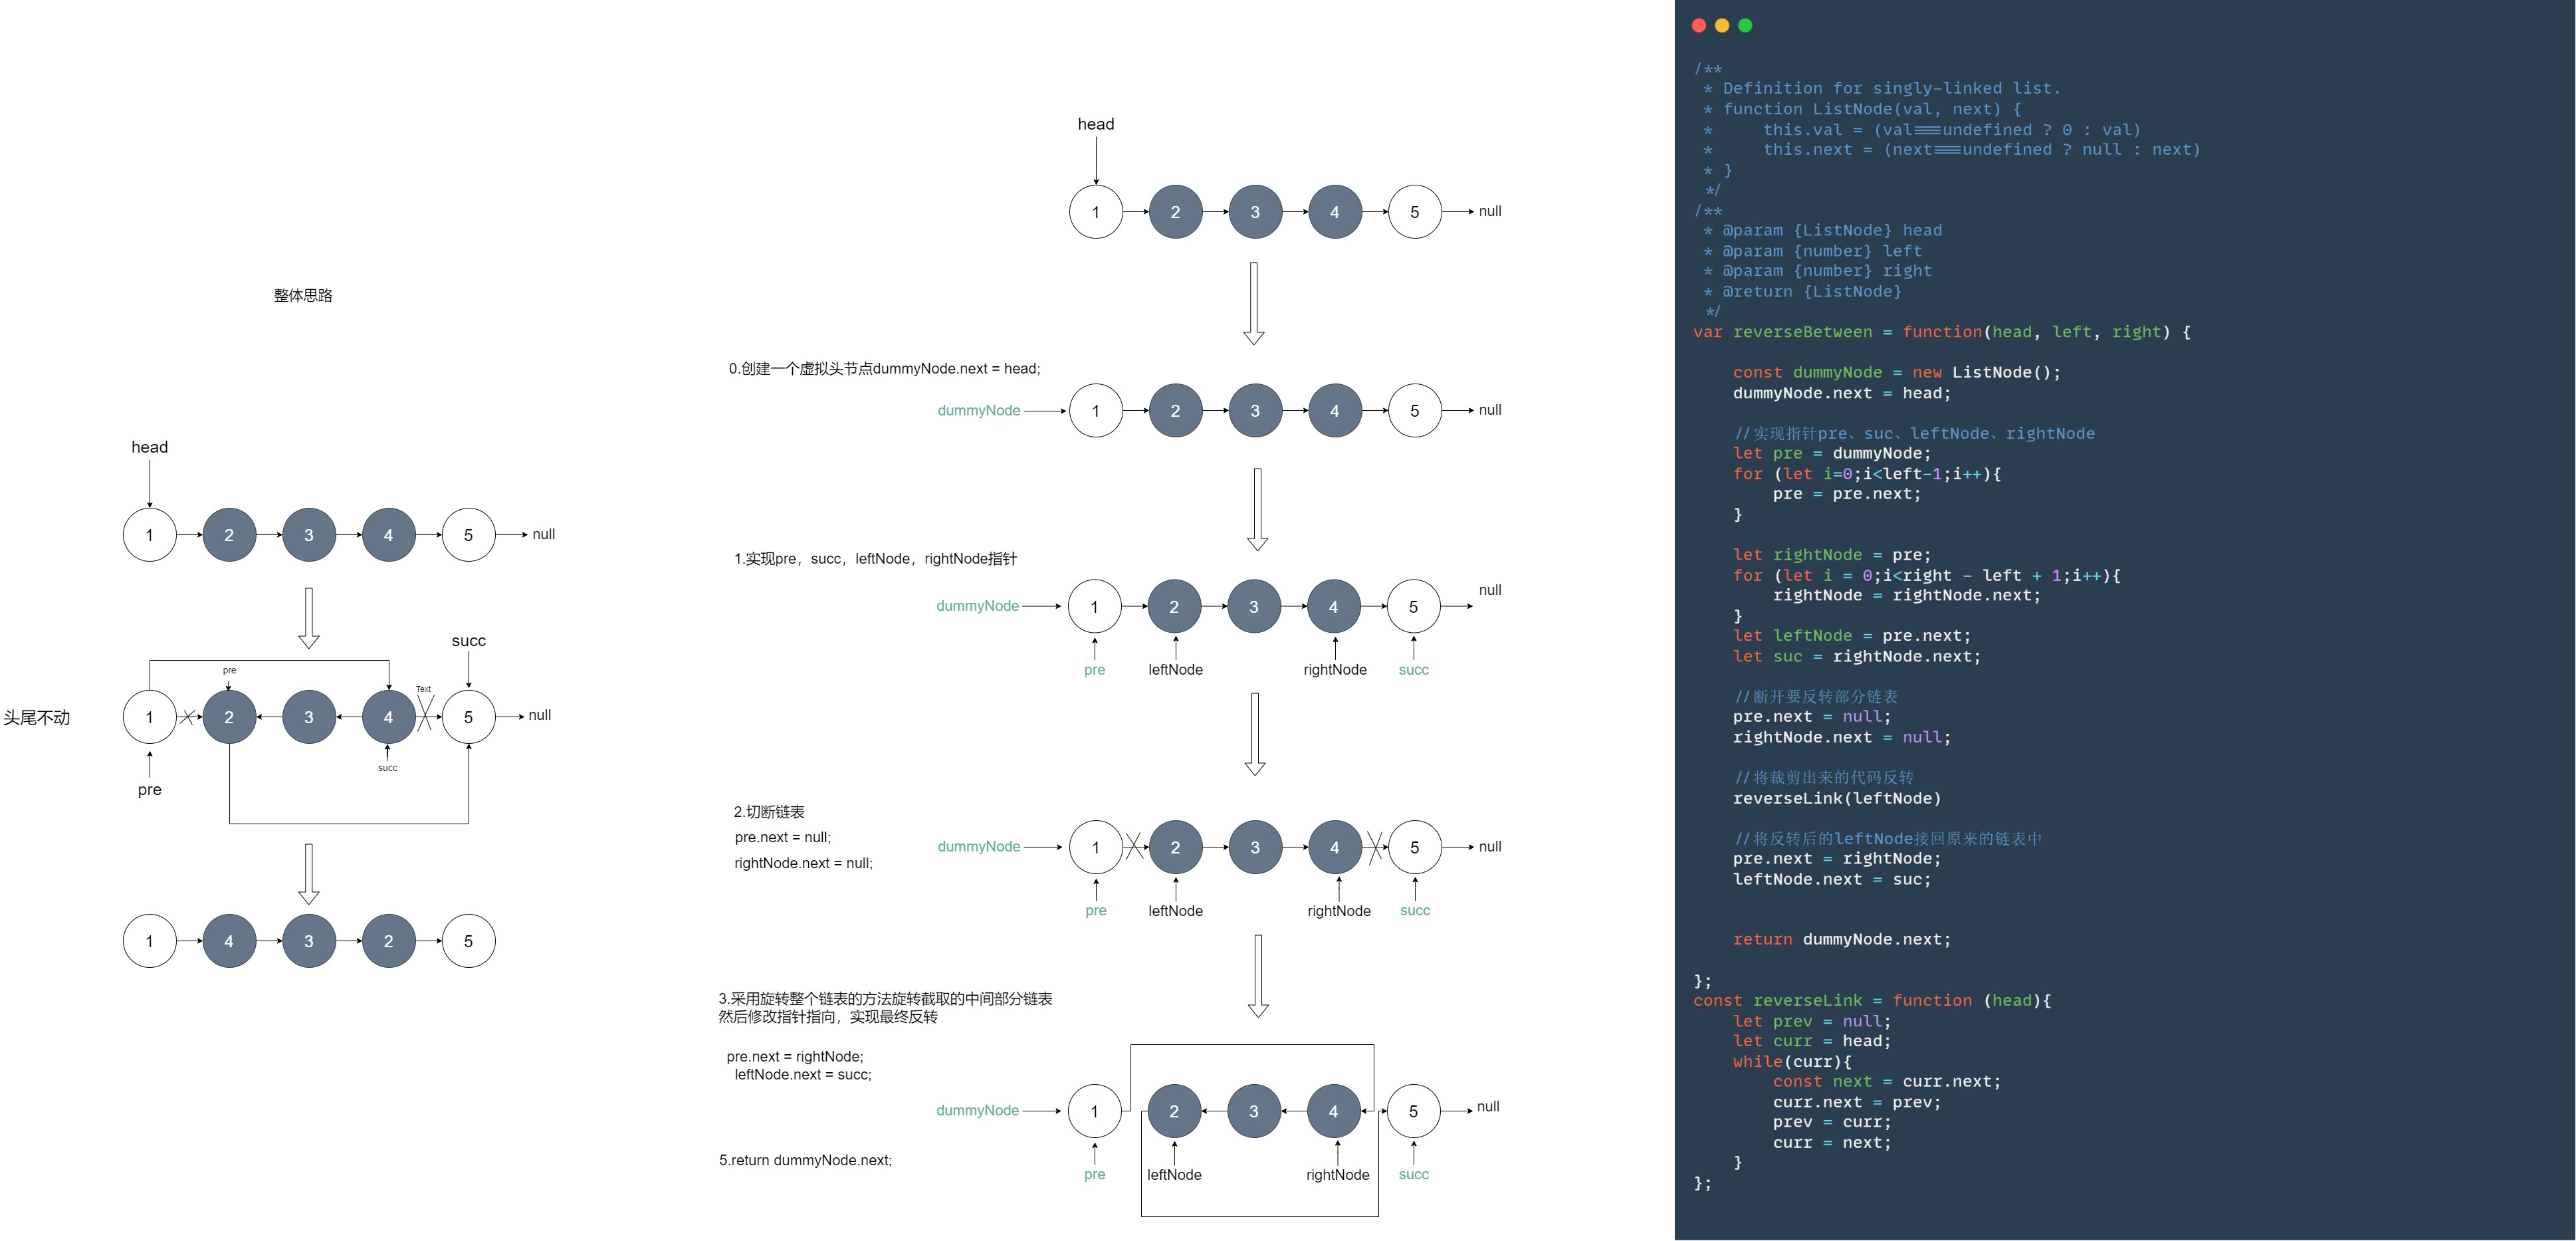 整体思路
head
1
2
3
4
5
null
succ
pre
Text
头尾不动
1
2
3
4
5
null
succ
pre
1
4
3
2
5
head
1
2
3
4
5
null
0.创建一个虚拟头节点dummyNode.next = head;
dummyNode
1
2
3
4
5
null
1.实现pre，succ，leftNode，rightNode指针
dummyNode
1
2
3
4
5
null
pre
leftNode
rightNode
succ
2.切断链表
pre.next = null;
rightNode.next = null;
dummyNode
1
2
3
4
5
null
pre
leftNode
rightNode
succ
3.采用旋转整个链表的方法旋转截取的中间部分链表
然后修改指针指向，实现最终反转
pre.next = rightNode;
leftNode.next = succ;
dummyNode
1
2
3
4
5
null
pre
leftNode
rightNode
succ
5.return dummyNode.next;
/**
 * Definition for singly-linked list.
 * function ListNode(val, next) {
 *     this.val = (val===undefined ? 0 : val)
 *     this.next = (next===undefined ? null : next)
 * }
 */
/**
 * @param {ListNode} head
 * @param {number} left
 * @param {number} right
 * @return {ListNode}
 */
var reverseBetween = function(head, left, right) {
    const dummyNode = new ListNode();
    dummyNode.next = head;
    //实现指针pre、suc、leftNode、rightNode
    let pre = dummyNode;
    for (let i=0;i<left-1;i++){
        pre = pre.next;
    }
    let rightNode = pre;
    for (let i = 0;i<right - left + 1;i++){
        rightNode = rightNode.next;
    }
    let leftNode = pre.next;
    let suc = rightNode.next;
    //断开要反转部分链表
    pre.next = null;
    rightNode.next = null;
    //将裁剪出来的代码反转
    reverseLink(leftNode)
    //将反转后的leftNode接回原来的链表中
    pre.next = rightNode;
    leftNode.next = suc;
    return dummyNode.next;
};
const reverseLink = function (head){
    let prev = null;
    let curr = head;
    while(curr){
        const next = curr.next;
        curr.next = prev;
        prev = curr;
        curr = next;
    }
};